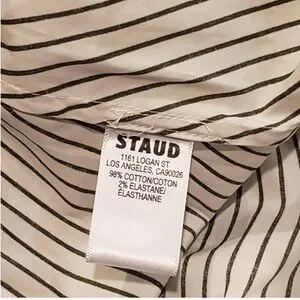 STAUD
1161 LOGAN ST
LOS ANGELES, CA90026
98% COTTON/COTON
2% ELASTANE/
ÉLASTHANNE